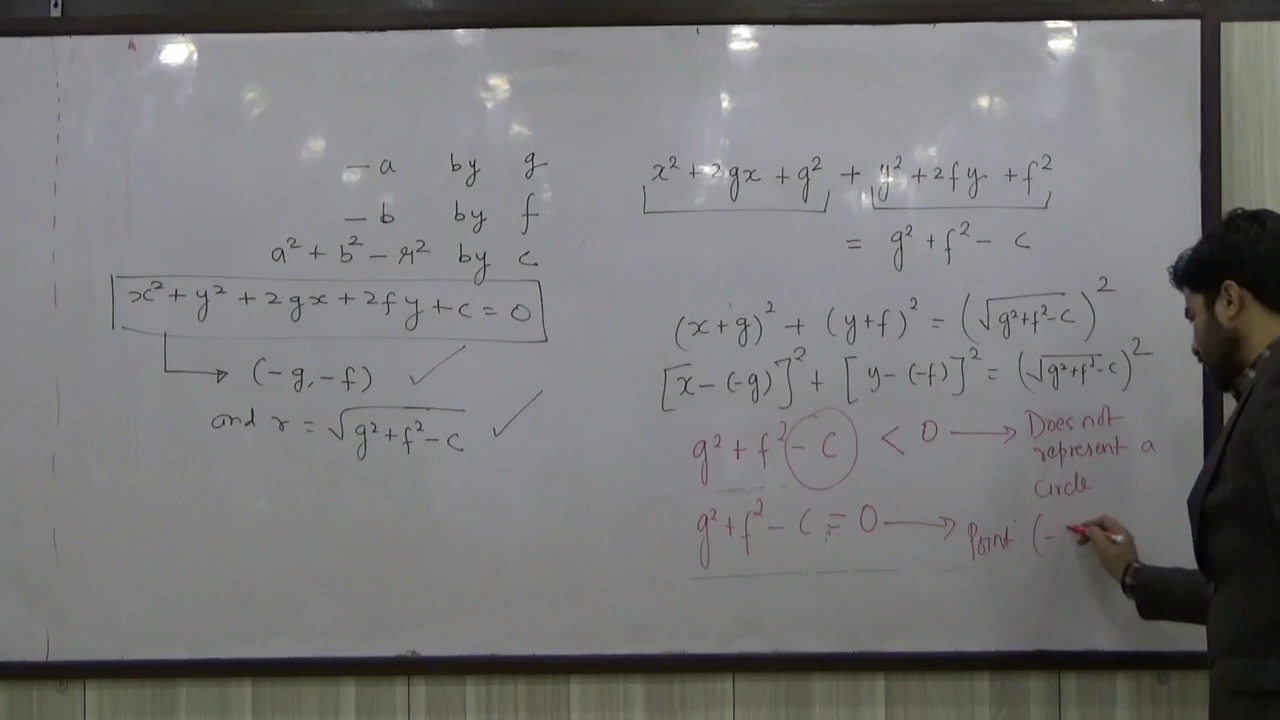 -a by g
-b by f
a² + b² - r² by c
x² + y² + 2gx + 2fy + c = 0
(-g, -f)
and r = √g² + f² - c
x² + 2gx + g² + y² + 2fy + f²
= g² + f² - c
(x+g)² + (y+f)² = (√g²+f²-c)²
[x-(-g)]² + [y-(-f)]² = (√g²+f²-c)²
g² + f² - c < 0 → Does not
represent a
circle
g² + f² - c = 0 → Point (-